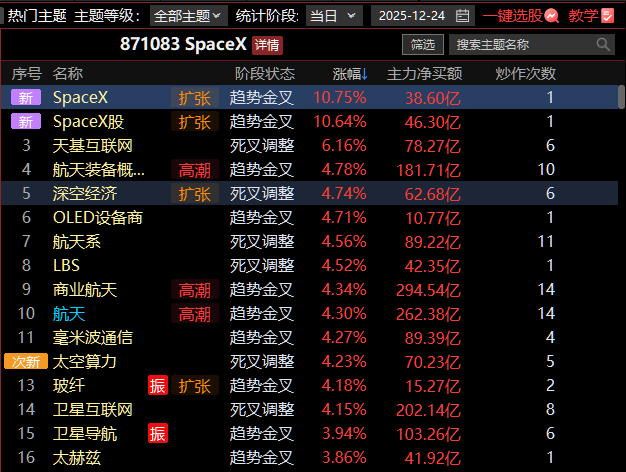 热门主题 主题等级： 全部主题 统计阶段: 当日 2025-12-24 一键选股 教学
871083 SpaceX 详情 筛选 搜索主题名称
序号 名称 阶段状态 涨幅↓ 主力净买额 炒作次数
新 SpaceX 扩张 趋势金叉 10.75% 38.60亿 1
新 SpaceX股 扩张 趋势金叉 10.64% 46.30亿 1
3 天基互联网 死叉调整 6.16% 78.27亿 6
4 航天装备概... 高潮 趋势金叉 4.78% 181.71亿 10
5 深空经济 扩张 死叉调整 4.74% 62.68亿 6
6 OLED设备商 趋势金叉 4.71% 10.77亿 1
7 航天系 死叉调整 4.56% 89.22亿 11
8 LBS 死叉调整 4.52% 42.35亿 1
9 商业航天 高潮 趋势金叉 4.34% 294.54亿 14
10 航天 高潮 趋势金叉 4.30% 262.38亿 14
11 毫米波通信 趋势金叉 4.27% 89.39亿 4
次新 太空算力 死叉调整 4.23% 70.23亿 5
13 玻纤 振 扩张 趋势金叉 4.18% 15.27亿 2
14 卫星互联网 死叉调整 4.15% 202.14亿 8
15 卫星导航 振 趋势金叉 3.94% 103.26亿 6
16 太赫兹 趋势金叉 3.86% 41.92亿 1